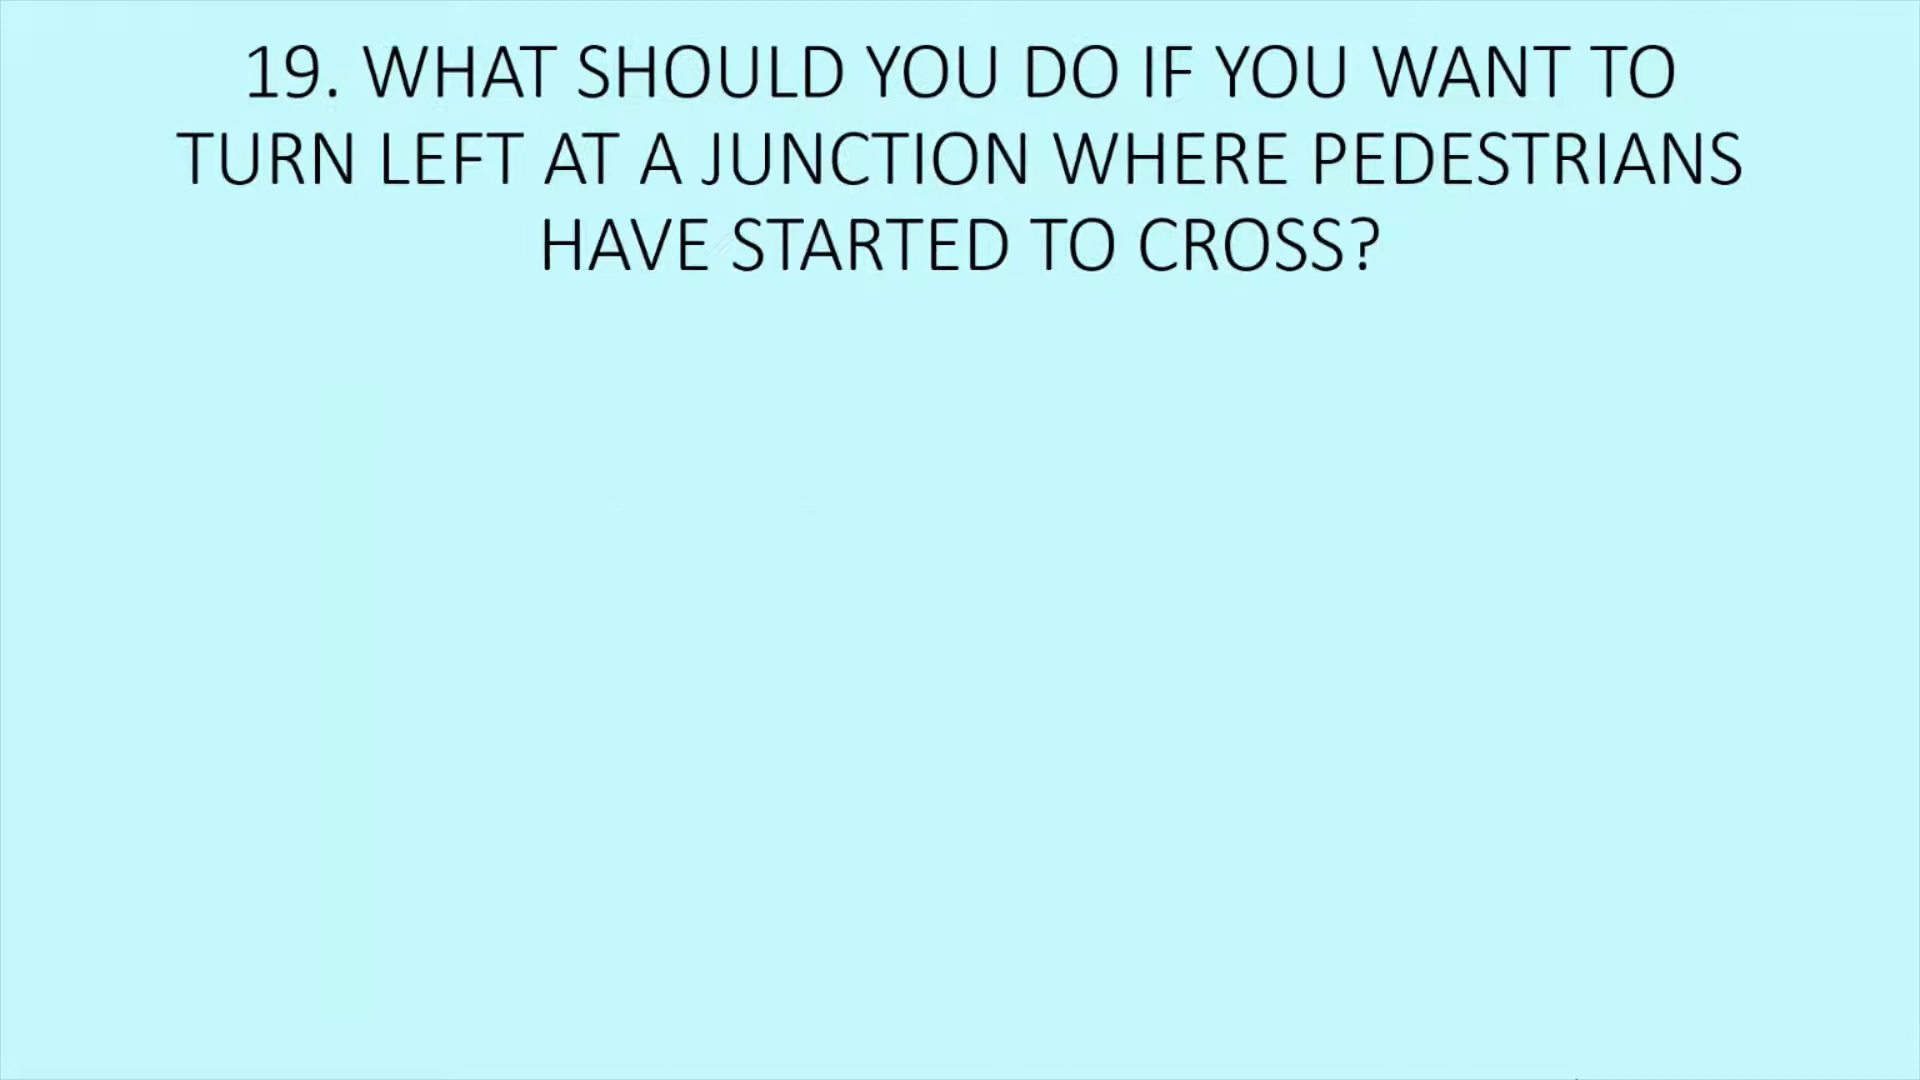 19. WHAT SHOULD YOU DO IF YOU WANT TO
TURN LEFT AT A JUNCTION WHERE PEDESTRIANS
HAVE STARTED TO CROSS?